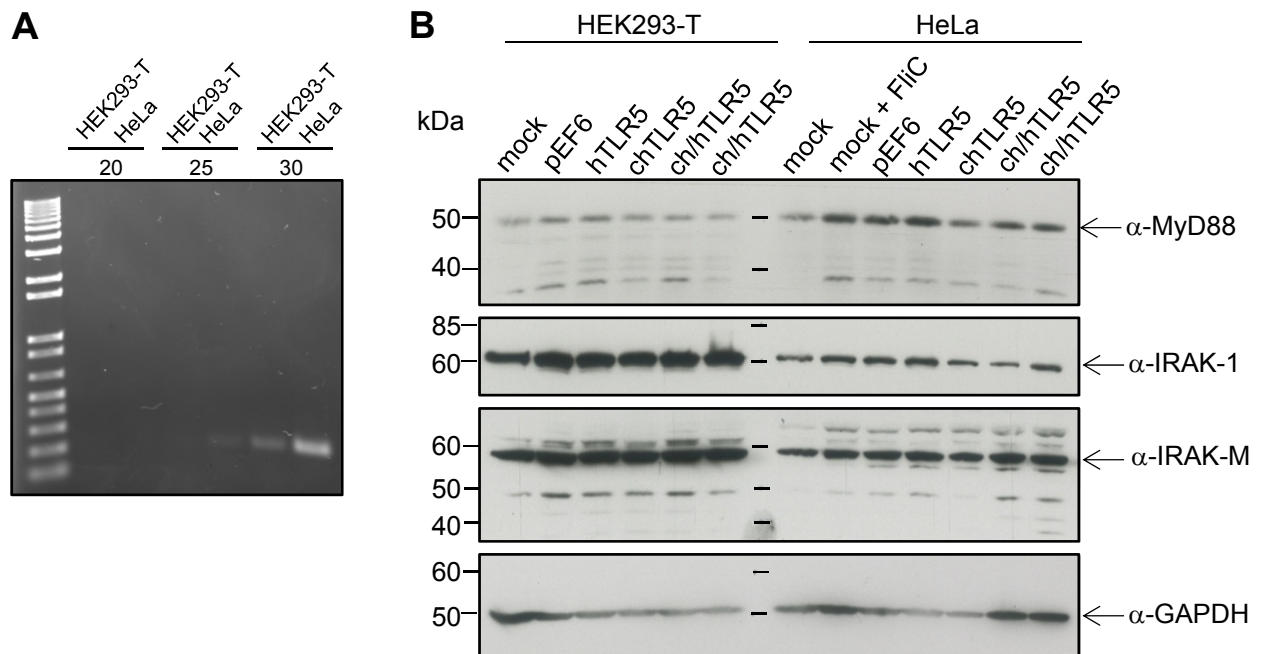 A
HEK293-T
HeLa
HEK293-T
HeLa
HEK293-T
HeLa
20
25
30
B
HEK293-T
HeLa
kDa
mock
pEF6
hTLR5
chTLR5
ch/hTLR5
ch/hTLR5
mock
mock + FliC
pEF6
hTLR5
chTLR5
ch/hTLR5
ch/hTLR5
50
40
α-MyD88
85
60
α-IRAK-1
60
50
40
α-IRAK-M
60
50
α-GAPDH